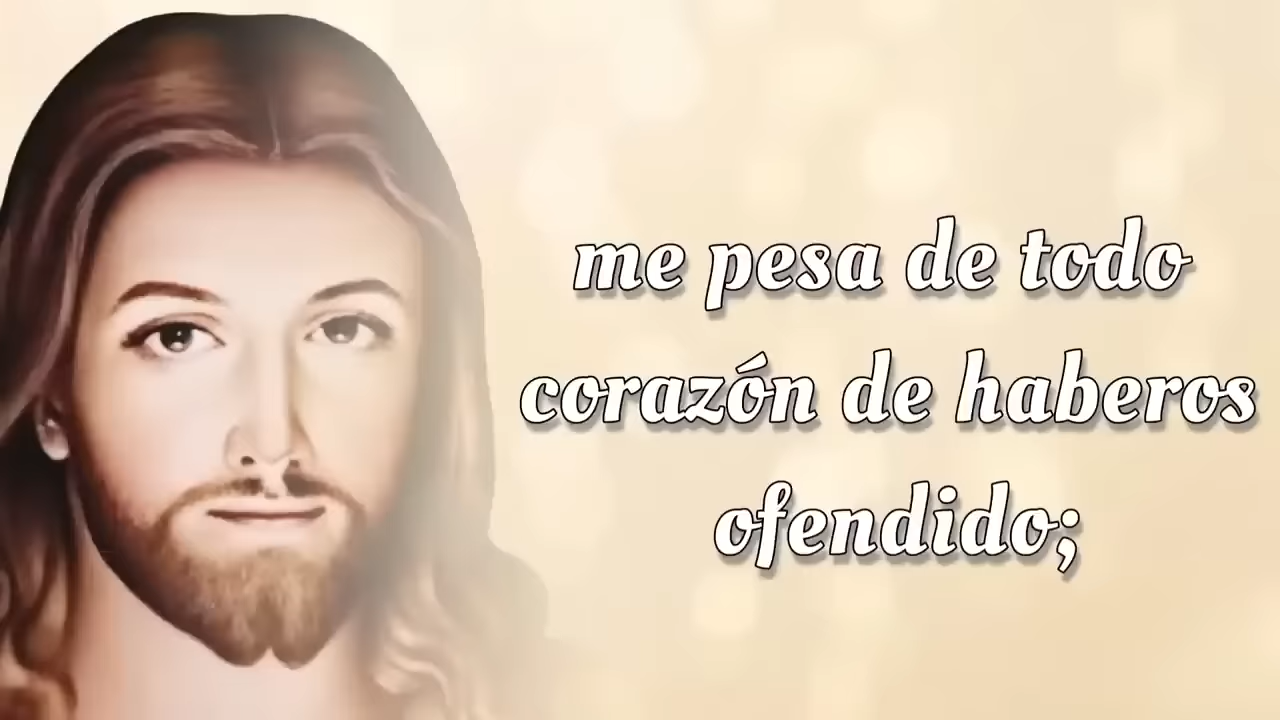 me pesa de todo
corazón de haberos
ofendido;